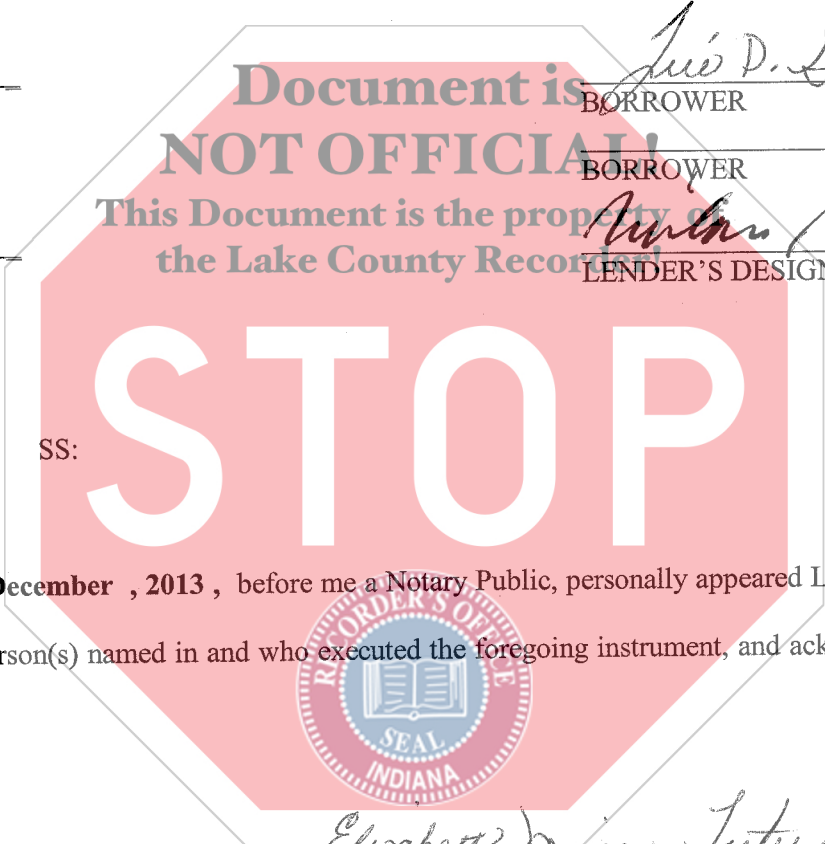 D.
Document is
BORROWER
NOT OFFICIAL!
BORROWER
This Document is the property of
the Lake County Recorder!
LENDER'S DESIGN
STOP
SS:
December , 2013 , before me a Notary Public, personally appeared L
rson(s) named in and who executed the foregoing instrument, and ack
RECORDER'S OFFICE
SEAL
INDIANA